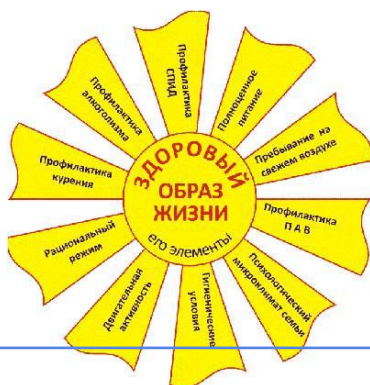 ЗДОРОВЫЙ
ОБРАЗ
ЖИЗНИ
его элементы
Профилактика
СПИД
Полноценное
питание
Пребывание на
свежем воздухе
Профилактика
П А В
Психологический
микроклимат семьи
Гигиенические
условия
Двигательная
активность
Рациональный
режим
Профилактика
курения
Профилактика
алкоголизма